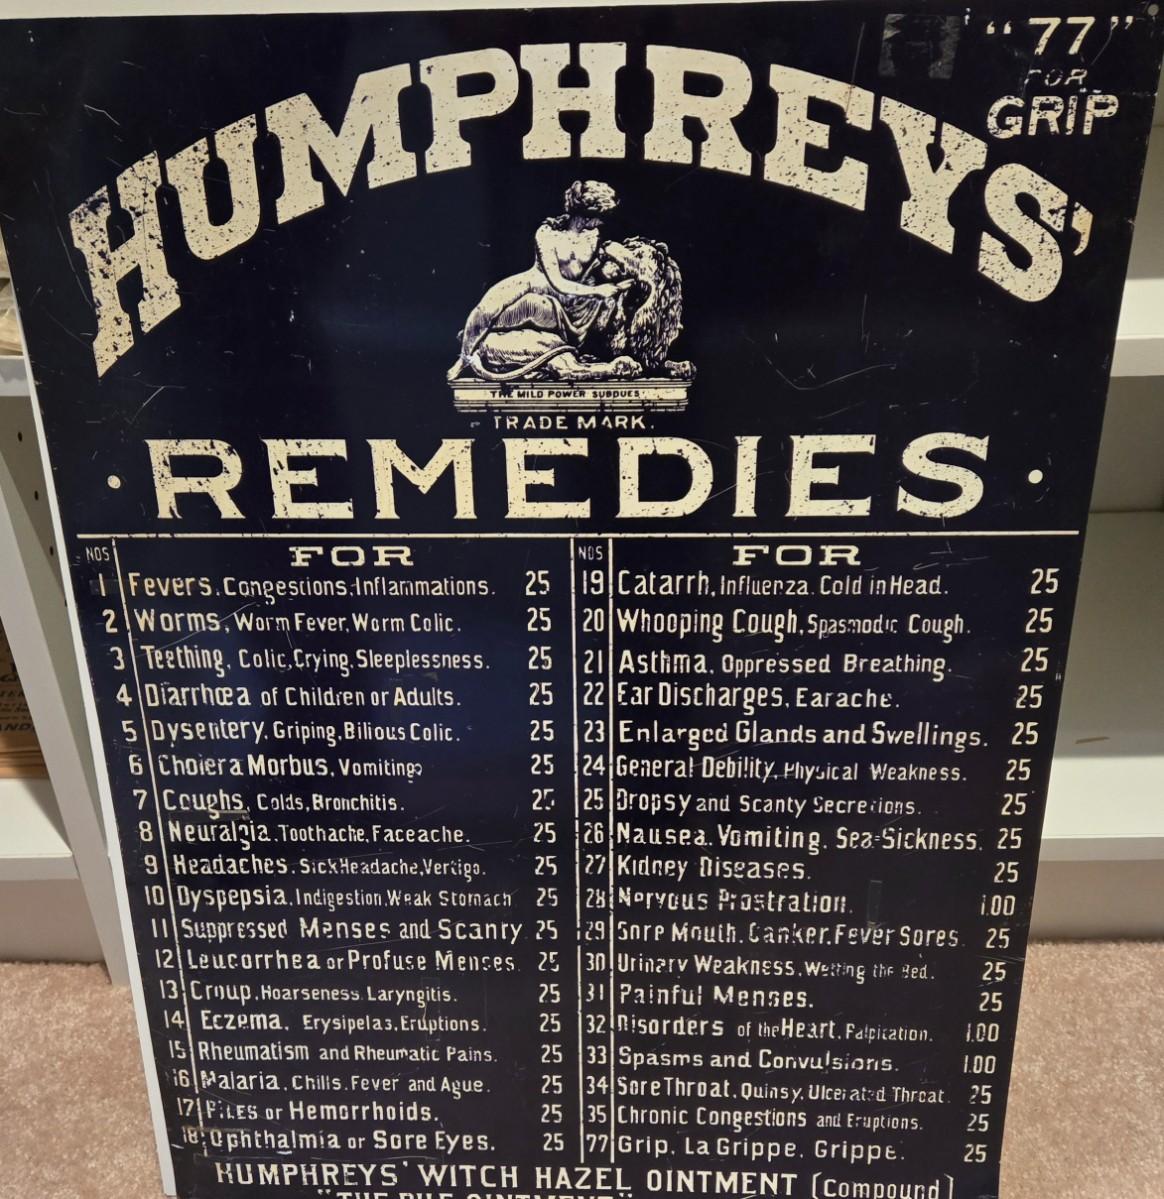 "77"
FOR
GRIP
HUMPHREYS'
THE MILD POWER SUBDUES
TRADE MARK.
· REMEDIES ·
NOS FOR
1 Fevers, Congestions, Inflammations. 25
2 Worms, Worm Fever, Worm Colic. 25
3 Teething, Colic, Crying, Sleeplessness. 25
4 Diarrhœa of Children or Adults. 25
5 Dysentery, Griping, Bilious Colic. 25
6 Cholera Morbus, Vomiting 25
7 Coughs, Colds, Bronchitis. 25
8 Neuralgia, Toothache, Faceache. 25
9 Headaches, Sick Headache, Vertigo. 25
10 Dyspepsia, Indigestion, Weak Stomach 25
11 Suppressed Menses and Scanty 25
12 Leucorrhea or Profuse Menses. 25
13 Croup, Hoarseness, Laryngitis. 25
14 Eczema, Erysipelas, Eruptions. 25
15 Rheumatism and Rheumatic Pains. 25
16 Malaria, Chills, Fever and Ague. 25
17 PILES or Hemorrhoids. 25
18 Ophthalmia or Sore Eyes. 25
NOS FOR
19 Catarrh, Influenza, Cold in Head. 25
20 Whooping Cough, Spasmodic Cough. 25
21 Asthma, Oppressed Breathing. 25
22 Ear Discharges, Earache. 25
23 Enlarged Glands and Swellings. 25
24 General Debility, Physical Weakness. 25
25 Dropsy and Scanty Secretions. 25
26 Nausea, Vomiting, Sea-Sickness. 25
27 Kidney Diseases. 25
28 Nervous Prostration. 1.00
29 Sore Mouth, Canker, Fever Sores 25
30 Urinary Weakness, Wetting the Bed. 25
31 Painful Menses. 25
32 Disorders of the Heart, Palpitation. 1.00
33 Spasms and Convulsions. 1.00
34 Sore Throat, Quinsy, Ulcerated Throat. 25
35 Chronic Congestions and Eruptions. 25
77 Grip, La Grippe, Grippe. 25
HUMPHREYS' WITCH HAZEL OINTMENT (Compound)
"THE PILE OINTMENT"